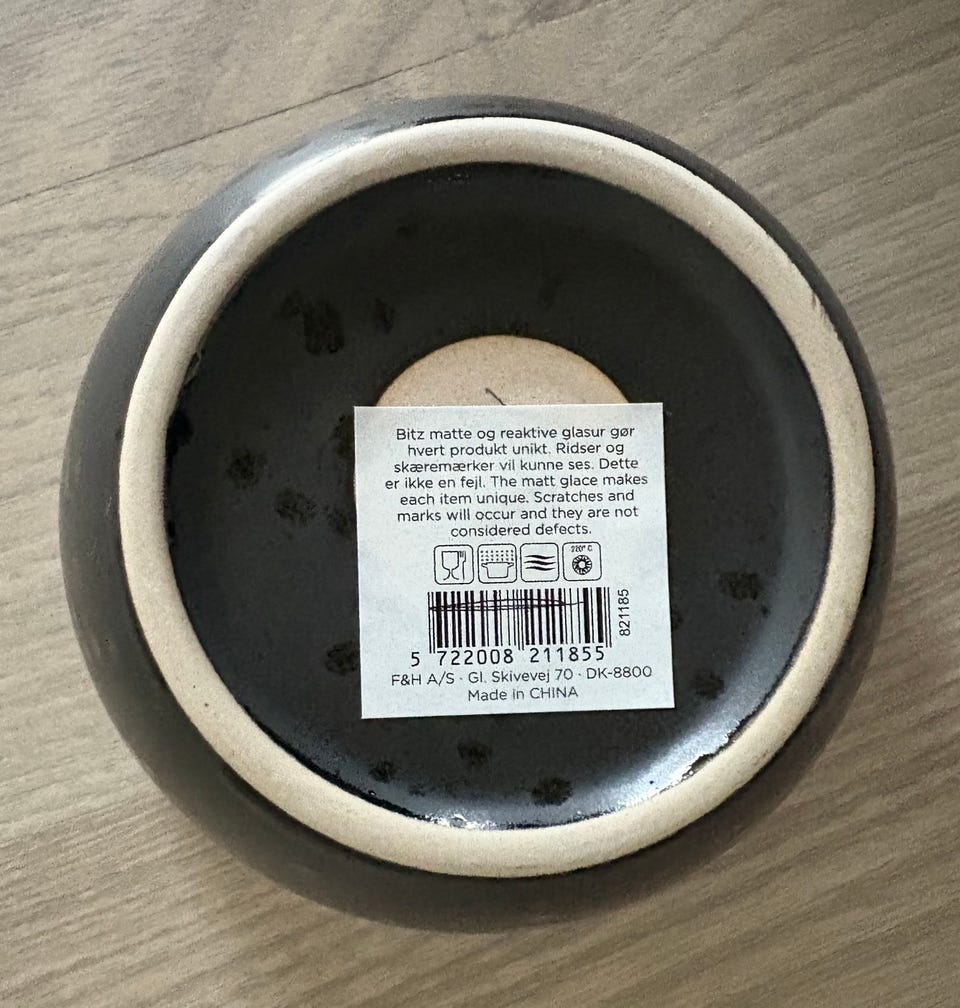 Bitz matte og reaktive glasur gør
hvert produkt unikt. Ridser og
skæremærker vil kunne ses. Dette
er ikke en fejl. The matt glace makes
each item unique. Scratches and
marks will occur and they are not
considered defects.
220° C
821185
5 722008 211855
F&H A/S · Gl. Skivevej 70 · DK-8800
Made in CHINA